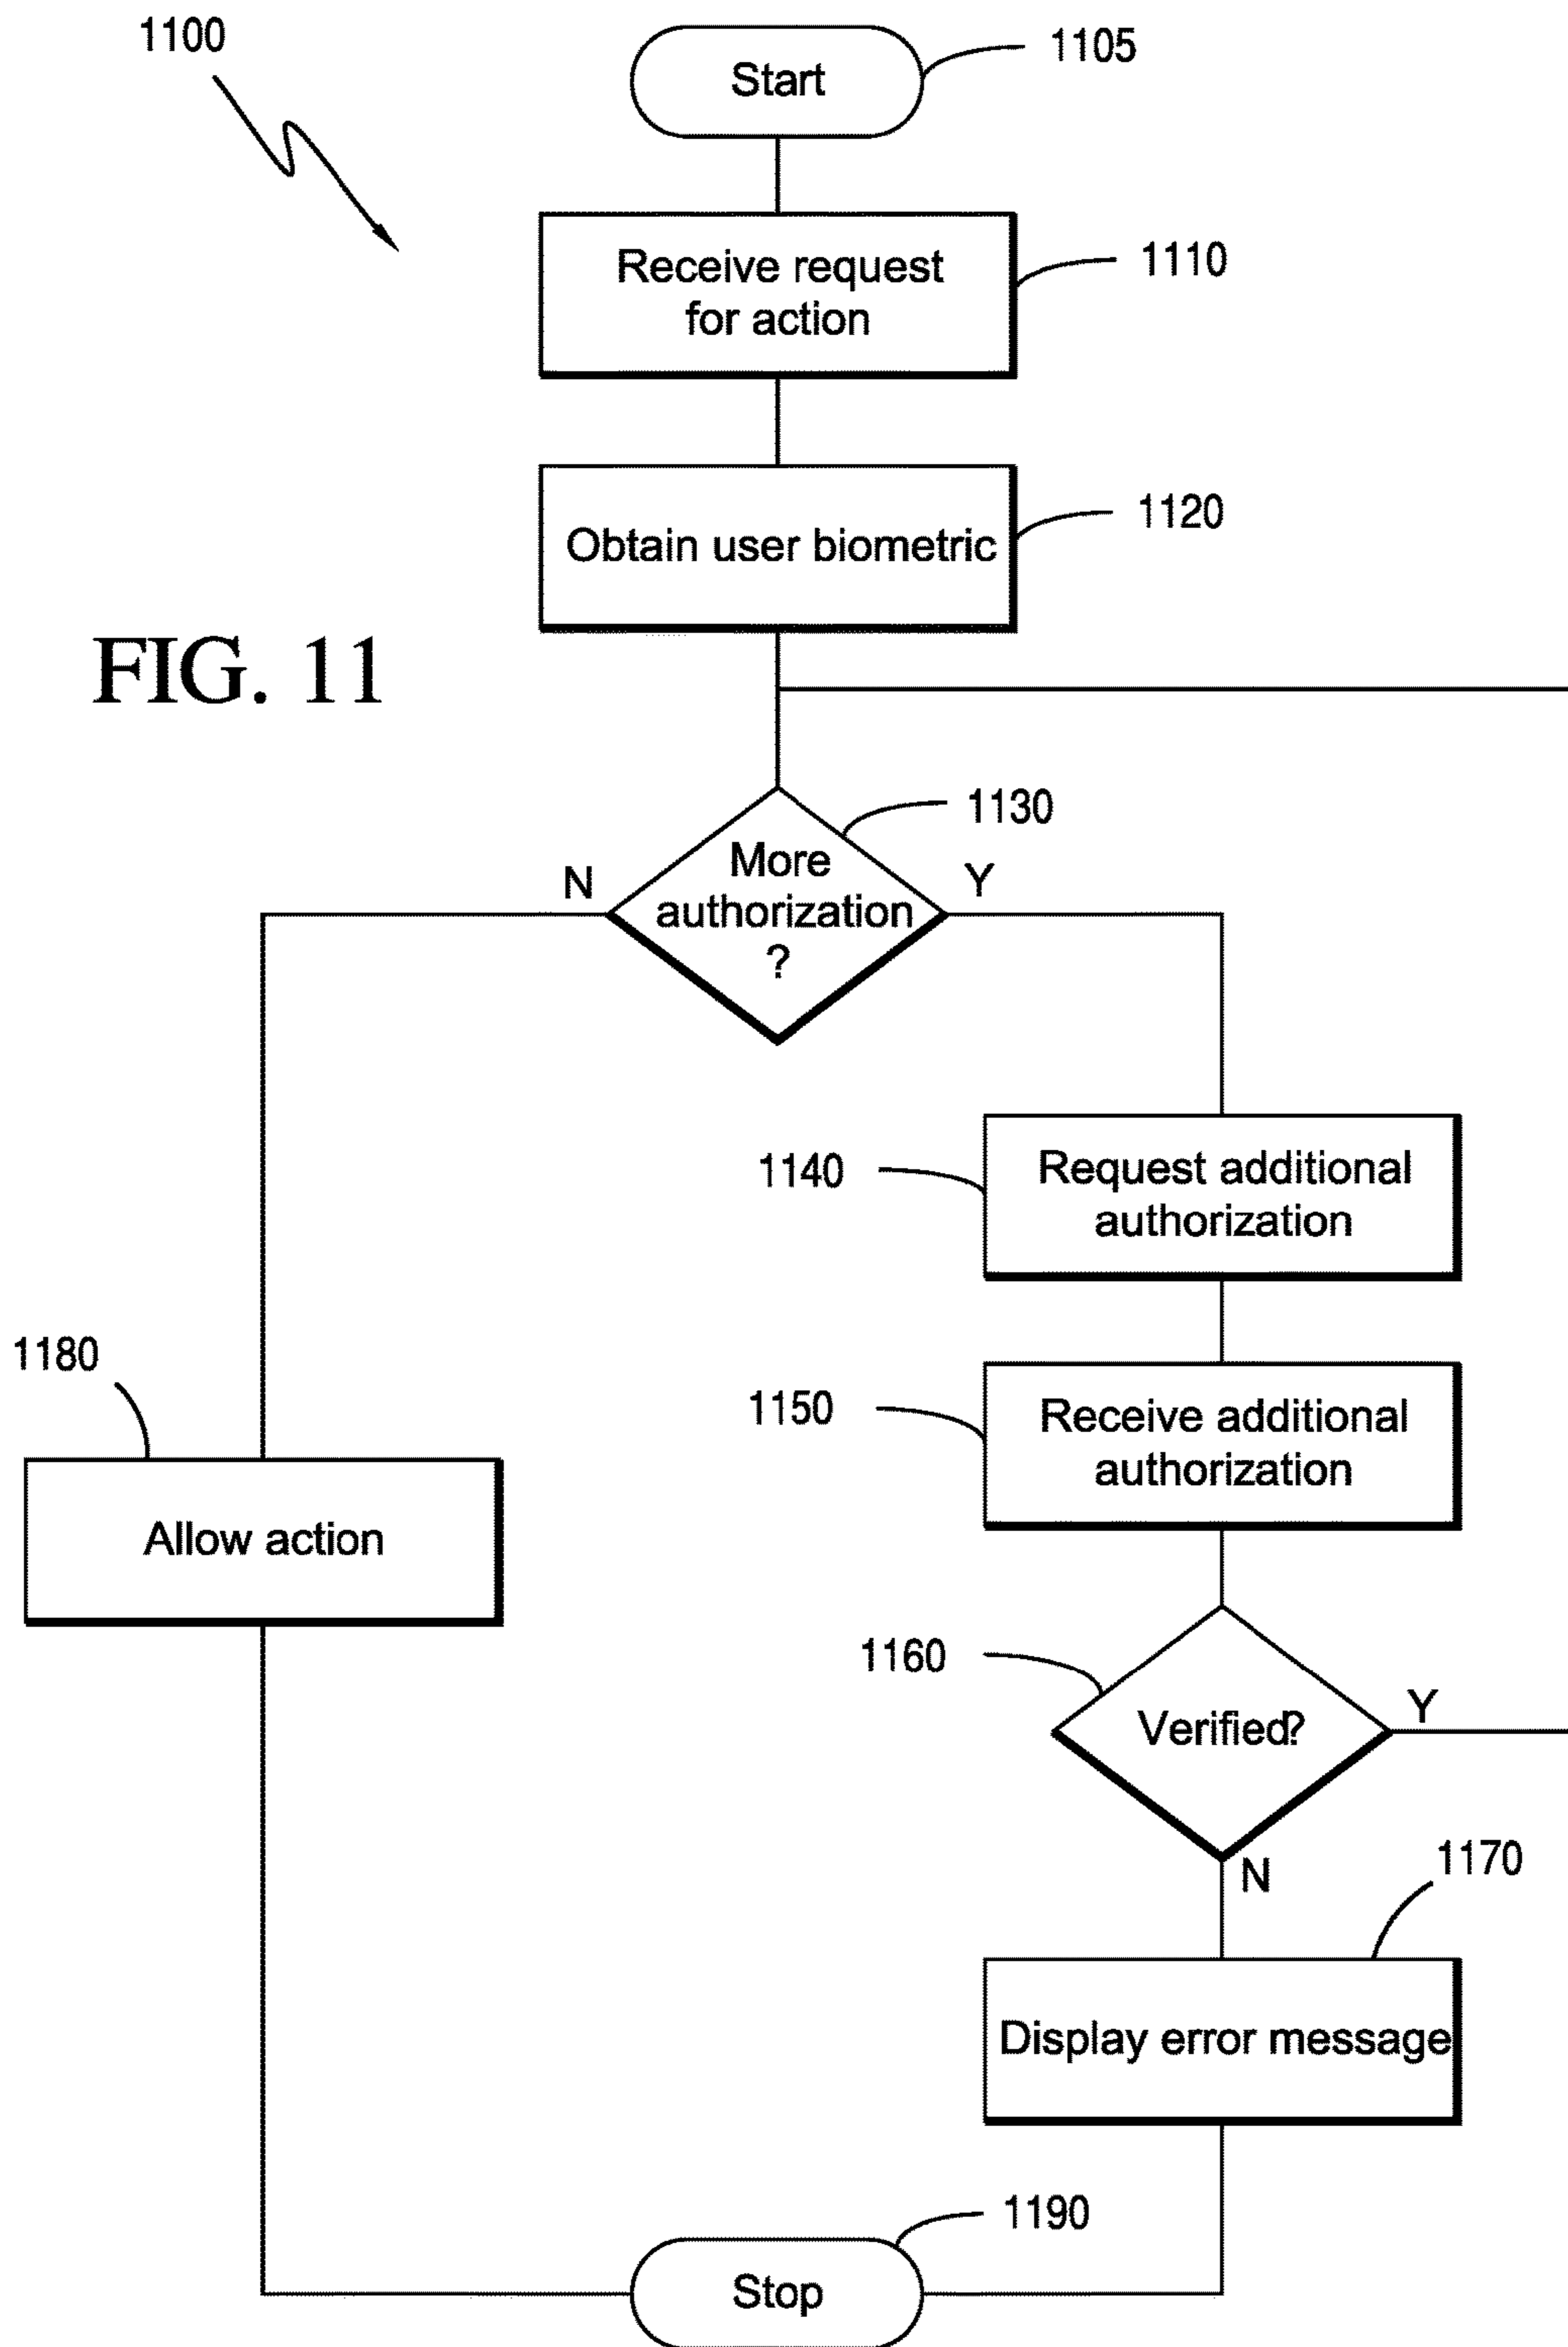 1100
Start
1105
Receive request
for action
1110
Obtain user biometric
1120
FIG. 11
1130
N
More
authorization
?
Y
1140
Request additional
authorization
1180
1150
Receive additional
authorization
Allow action
1160
Verified?
Y
N
1170
Display error message
1190
Stop